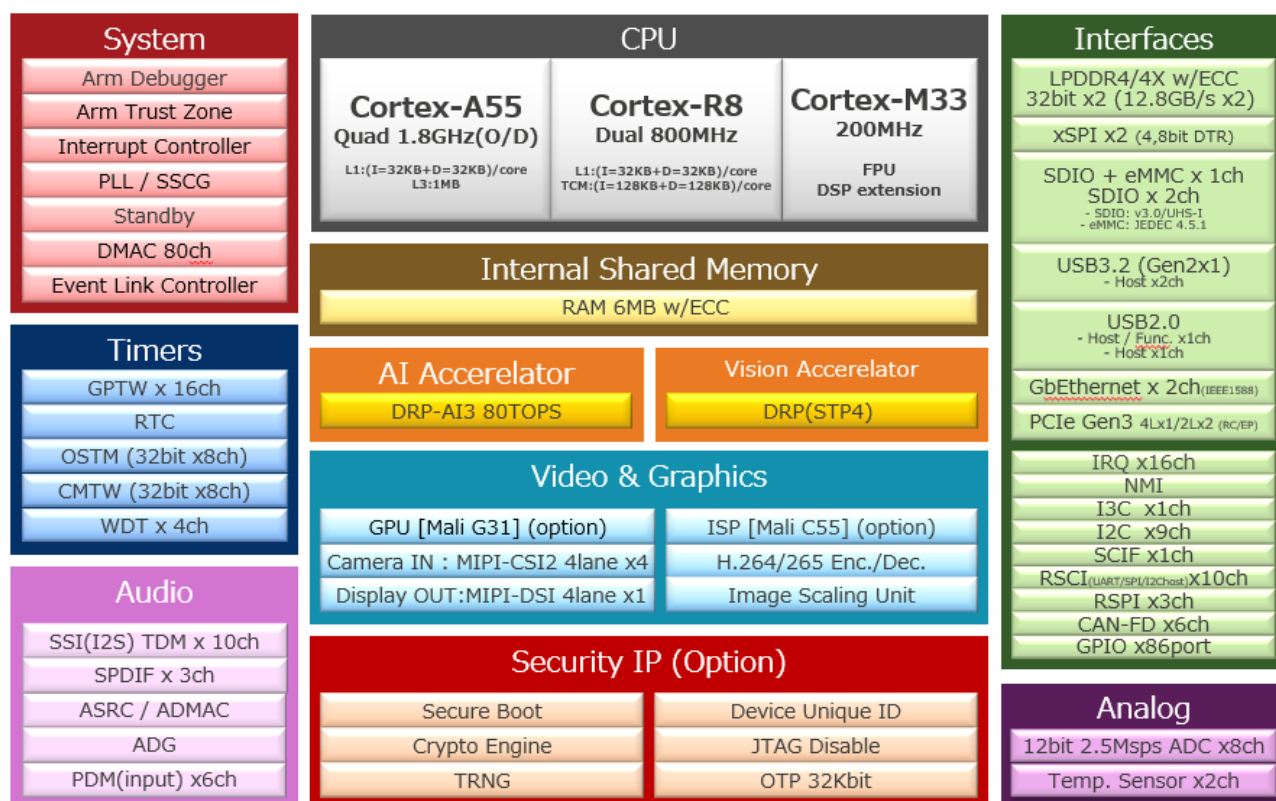 System
Arm Debugger
Arm Trust Zone
Interrupt Controller
PLL / SSCG
Standby
DMAC 80ch
Event Link Controller
Timers
GPTW x 16ch
RTC
OSTM (32bit x8ch)
CMTW (32bit x8ch)
WDT x 4ch
Audio
SSI(I2S) TDM x 10ch
SPDIF x 3ch
ASRC / ADMAC
ADG
PDM(input) x6ch
CPU
Cortex-A55
Quad 1.8GHz(O/D)
L1:(I=32KB+D=32KB)/core
L3:1MB
Cortex-R8
Dual 800MHz
L1:(I=32KB+D=32KB)/core
TCM:(I=128KB+D=128KB)/core
Cortex-M33
200MHz
FPU
DSP extension
Internal Shared Memory
RAM 6MB w/ECC
AI Accerelator
DRP-AI3 80TOPS
Vision Accerelator
DRP(STP4)
Video & Graphics
GPU [Mali G31] (option)
Camera IN : MIPI-CSI2 4lane x4
Display OUT:MIPI-DSI 4lane x1
ISP [Mali C55] (option)
H.264/265 Enc./Dec.
Image Scaling Unit
Security IP (Option)
Secure Boot
Crypto Engine
TRNG
Device Unique ID
JTAG Disable
OTP 32Kbit
Interfaces
LPDDR4/4X w/ECC
32bit x2 (12.8GB/s x2)
xSPI x2 (4,8bit DTR)
SDIO + eMMC x 1ch
SDIO x 2ch
- SDIO: v3.0/UHS-I
- eMMC: JEDEC 4.5.1
USB3.2 (Gen2x1)
- Host x2ch
USB2.0
- Host / Func. x1ch
- Host x1ch
GbEthernet x 2ch(IEEE1588)
PCIe Gen3 4Lx1/2Lx2 (RC/EP)
IRQ x16ch
NMI
I3C x1ch
I2C x9ch
SCIF x1ch
RSCI(UART/SPI/I2Chost)x10ch
RSPI x3ch
CAN-FD x6ch
GPIO x86port
Analog
12bit 2.5Msps ADC x8ch
Temp. Sensor x2ch